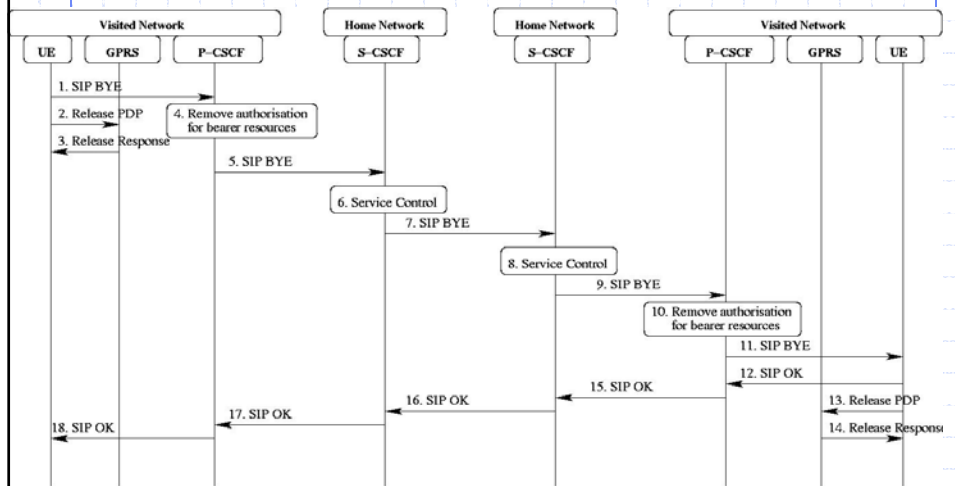 Visited Network
Home Network
Home Network
Visited Network
UE
GPRS
P–CSCF
S–CSCF
S–CSCF
P–CSCF
GPRS
UE
1. SIP BYE
2. Release PDP
3. Release Response
4. Remove authorisation
for bearer resources
5. SIP BYE
6. Service Control
7. SIP BYE
8. Service Control
9. SIP BYE
10. Remove authorisation
for bearer resources
11. SIP BYE
12. SIP OK
13. Release PDP
14. Release Response
15. SIP OK
16. SIP OK
17. SIP OK
18. SIP OK